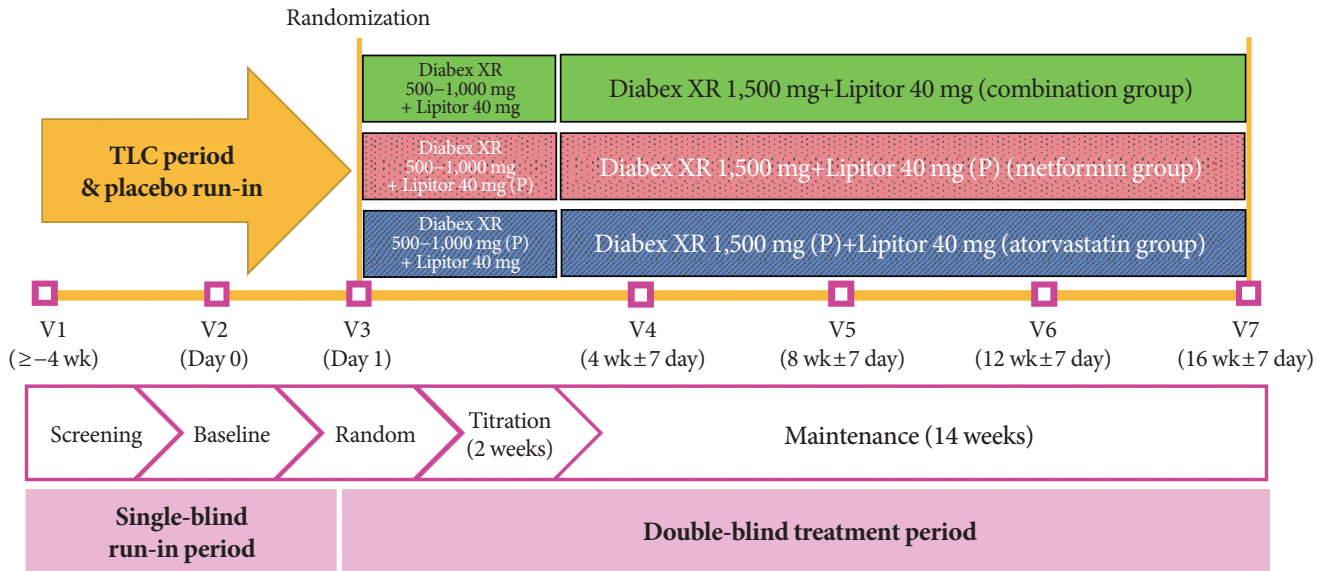 Randomization
TLC period
& placebo run-in
Diabex XR
500–1,000 mg
+ Lipitor 40 mg
Diabex XR 1,500 mg+Lipitor 40 mg (combination group)
Diabex XR
500–1,000 mg
+ Lipitor 40 mg (P)
Diabex XR 1,500 mg+Lipitor 40 mg (P) (metformin group)
Diabex XR
500–1,000 mg (P)
+ Lipitor 40 mg
Diabex XR 1,500 mg (P)+Lipitor 40 mg (atorvastatin group)
V1
(≥−4 wk)
V2
(Day 0)
V3
(Day 1)
V4
(4 wk±7 day)
V5
(8 wk±7 day)
V6
(12 wk±7 day)
V7
(16 wk±7 day)
Screening
Baseline
Random
Titration
(2 weeks)
Maintenance (14 weeks)
Single-blind
run-in period
Double-blind treatment period